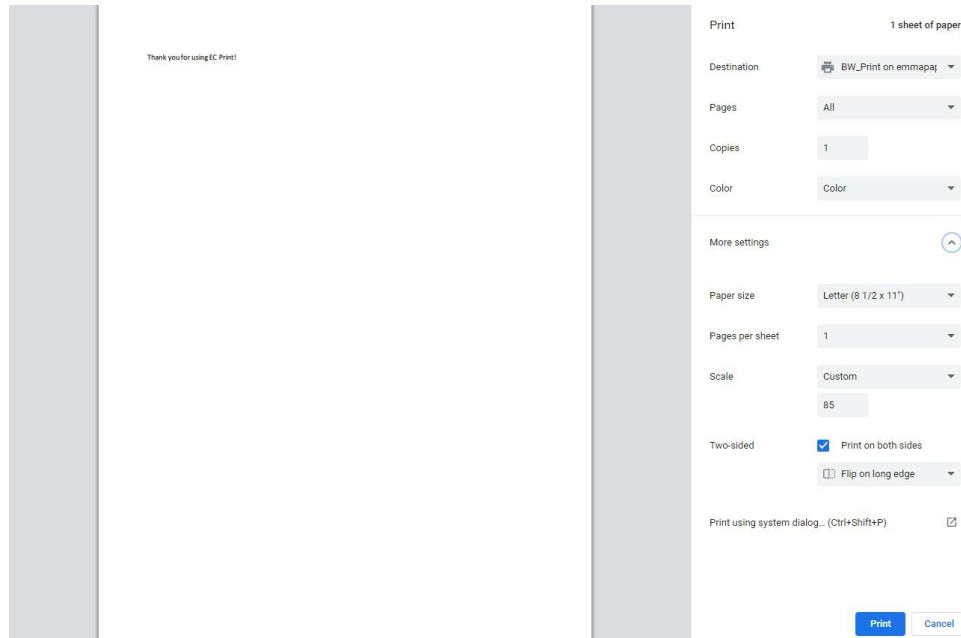 Thank you for using EC Print!
Print 1 sheet of paper
Destination BW_Print on emmapap
Pages All
Copies 1
Color Color
More settings
Paper size Letter (8 1/2 x 11")
Pages per sheet 1
Scale Custom
85
Two-sided Print on both sides
Flip on long edge
Print using system dialog... (Ctrl+Shift+P)
Print Cancel